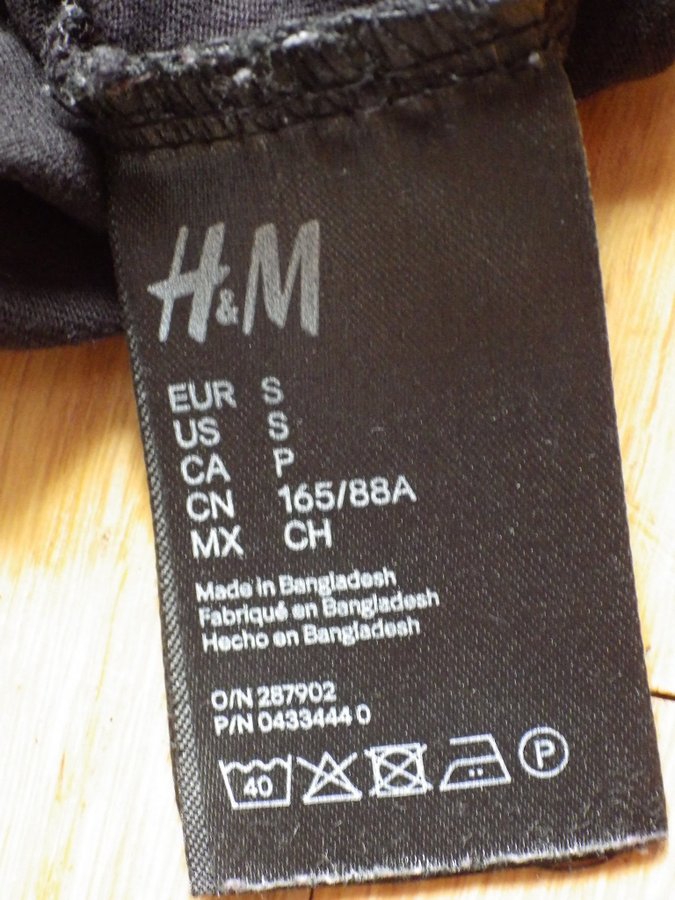 H&M
EUR S
US S
CA P
CN 165/88A
MX CH
Made in Bangladesh
Fabriqué en Bangladesh
Hecho en Bangladesh
O/N 287902
P/N 0433444 0
40 P